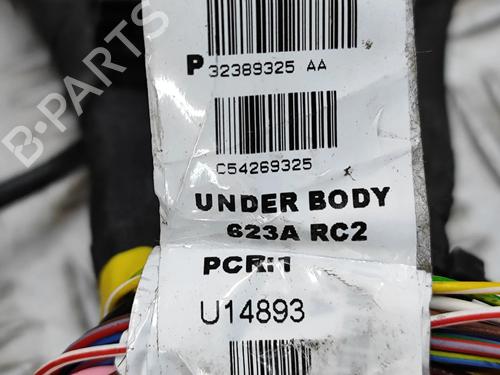 B-PARTS
P 32389325 AA
C54269325
UNDER BODY
623A RC2
PCRi1
U14893